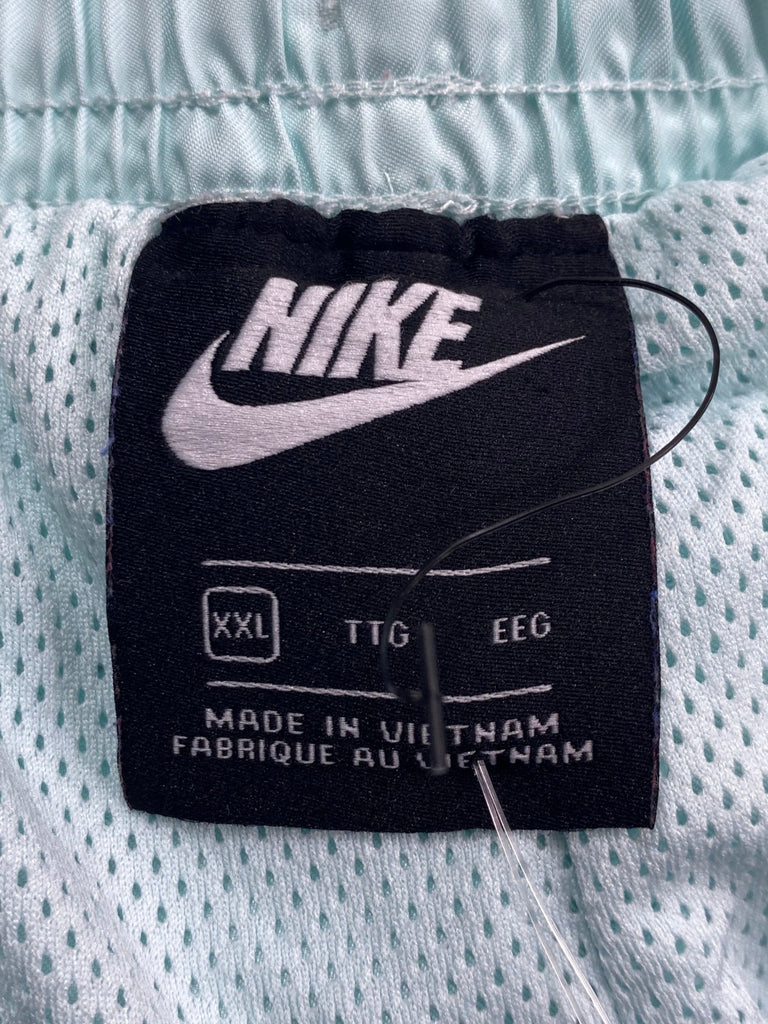 NIKE
XXL TTG EEG
MADE IN VIETNAM
FABRIQUE AU VIETNAM